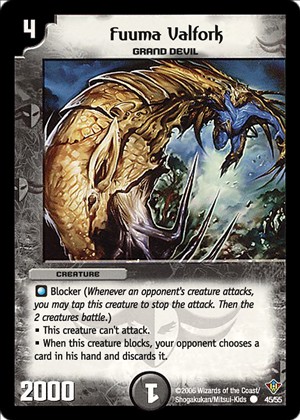 4
Fuuma Valfork
GRAND DEVIL
CREATURE
Blocker (Whenever an opponent's creature attacks,
you may tap this creature to stop the attack. Then the
2 creatures battle.)
▪ This creature can't attack.
▪ When this creature blocks, your opponent chooses a
card in his hand and discards it.
2000
1
©2006 Wizards of the Coast/
Shogakukan/Mitsui-Kids
45/55